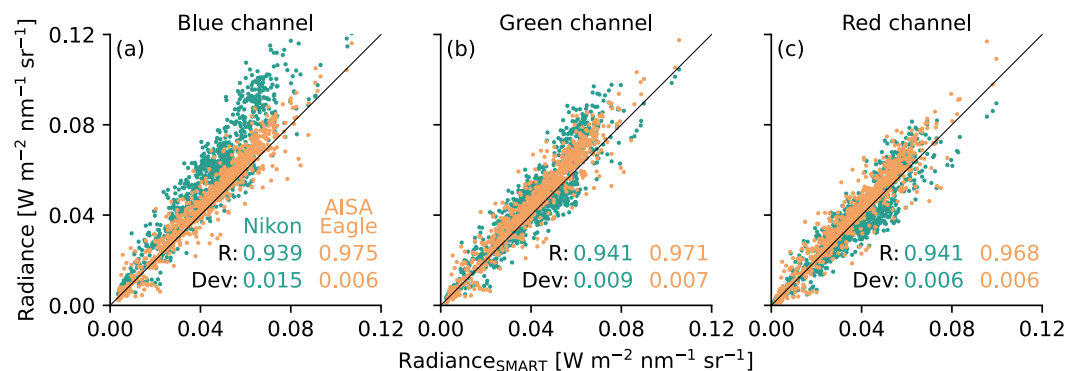 Blue channel Green channel Red channel
(a) (b) (c)
Radiance [W m⁻² nm⁻¹ sr⁻¹]
0.12
0.08
0.04
0.00
Nikon AISA Eagle
R: 0.939 0.975
Dev: 0.015 0.006
R: 0.941 0.971
Dev: 0.009 0.007
R: 0.941 0.968
Dev: 0.006 0.006
0.00 0.04 0.08 0.12 0.00 0.04 0.08 0.12 0.00 0.04 0.08 0.12
Radiance_SMART [W m⁻² nm⁻¹ sr⁻¹]